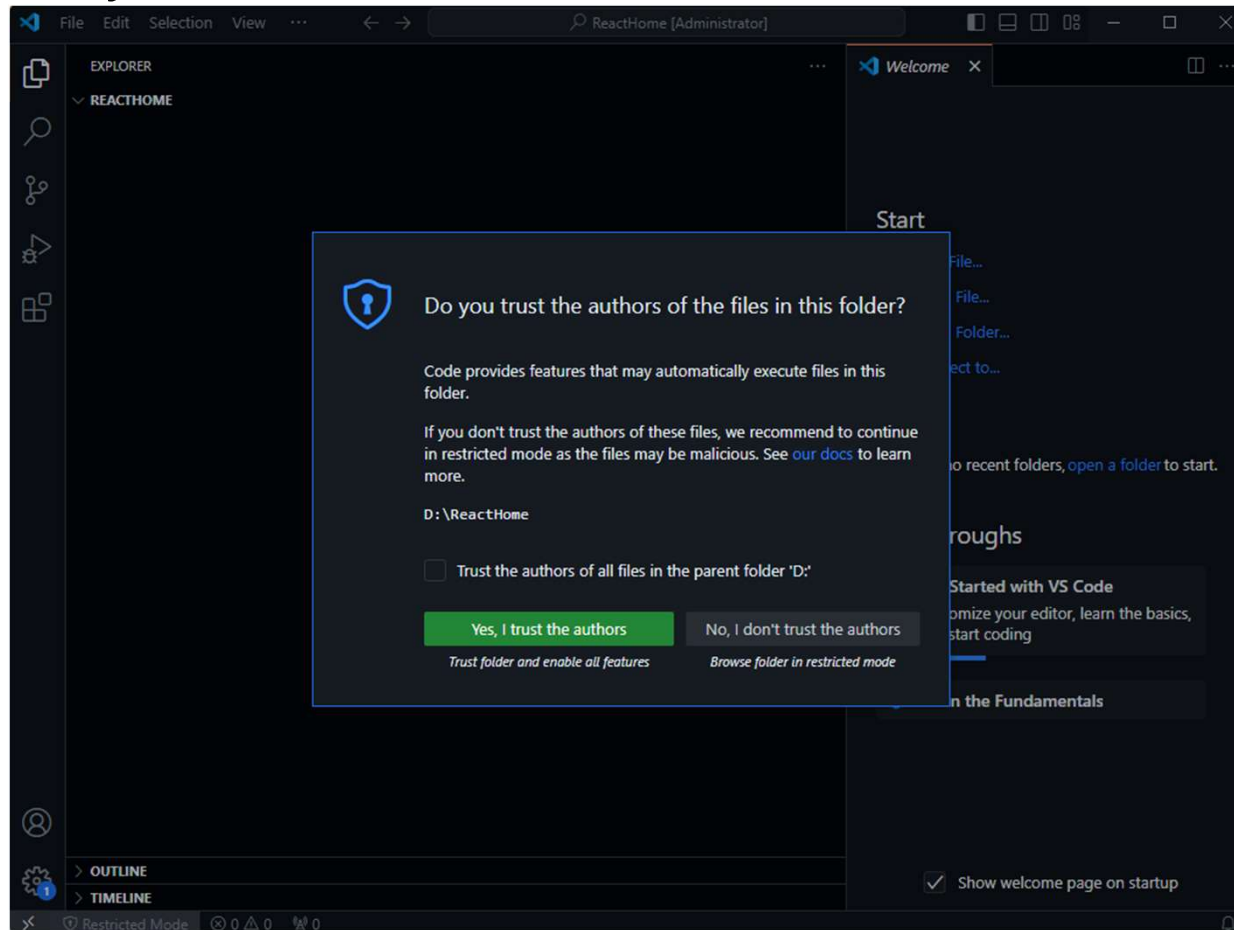 File Edit Selection View ··· ReactHome [Administrator]
EXPLORER ···
REACTHOME
Welcome
Start
File...
File...
Folder...
ect to...
o recent folders, open a folder to start.
roughs
Started with VS Code
omize your editor, learn the basics,
start coding
n the Fundamentals
Do you trust the authors of the files in this folder?
Code provides features that may automatically execute files in this
folder.
If you don't trust the authors of these files, we recommend to continue
in restricted mode as the files may be malicious. See our docs to learn
more.
D:\ReactHome
Trust the authors of all files in the parent folder 'D:'
Yes, I trust the authors
No, I don't trust the authors
Trust folder and enable all features
Browse folder in restricted mode
OUTLINE
TIMELINE
Show welcome page on startup
1
Restricted Mode 0 0 0